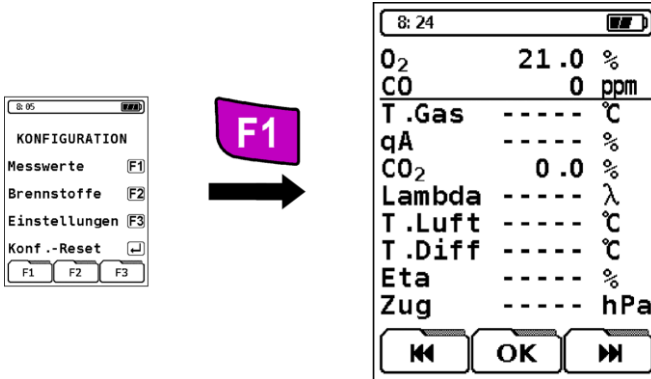 8:05
KONFIGURATION
Messwerte F1
Brennstoffe F2
Einstellungen F3
Konf.-Reset
F1 F2 F3
F1
8:24
O₂ 21.0 %
CO 0 ppm
T.Gas ----- °C
qA ----- %
CO₂ 0.0 %
Lambda ----- λ
T.Luft ----- °C
T.Diff ----- °C
Eta ----- %
Zug ----- hPa
OK